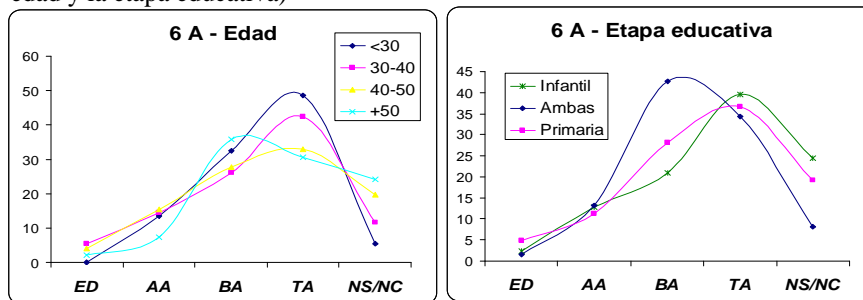 edad y la etapa educativa)
6 A - Edad
60
50
40
30
20
10
0
<30
30-40
40-50
+50
ED AA BA TA NS/NC
6 A - Etapa educativa
45
40
35
30
25
20
15
10
5
0
Infantil
Ambas
Primaria
ED AA BA TA NS/NC